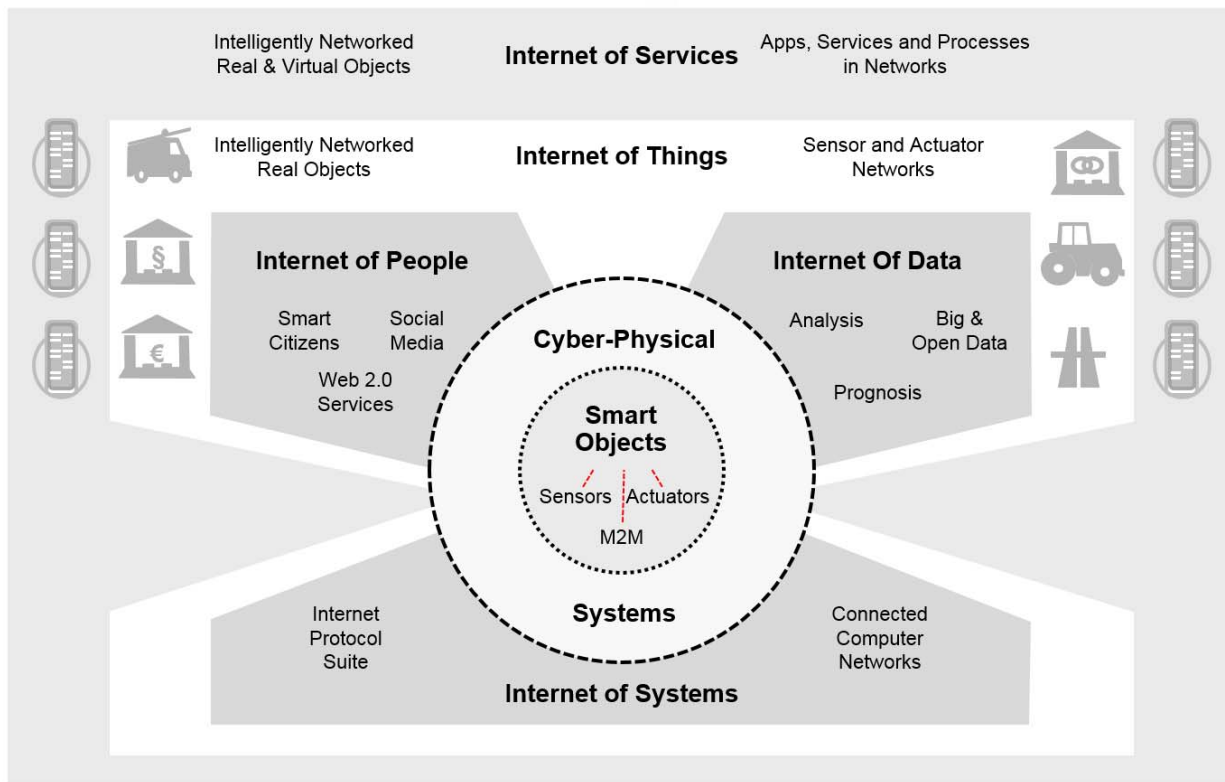 Intelligently Networked
Real & Virtual Objects
Internet of Services
Apps, Services and Processes
in Networks
Intelligently Networked
Real Objects
Internet of Things
Sensor and Actuator
Networks
Internet of People
Smart
Citizens
Social
Media
Web 2.0
Services
§
€
Internet Of Data
Analysis
Big &
Open Data
Prognosis
Cyber-Physical
Smart
Objects
Sensors
Actuators
M2M
Systems
Internet
Protocol
Suite
Connected
Computer
Networks
Internet of Systems